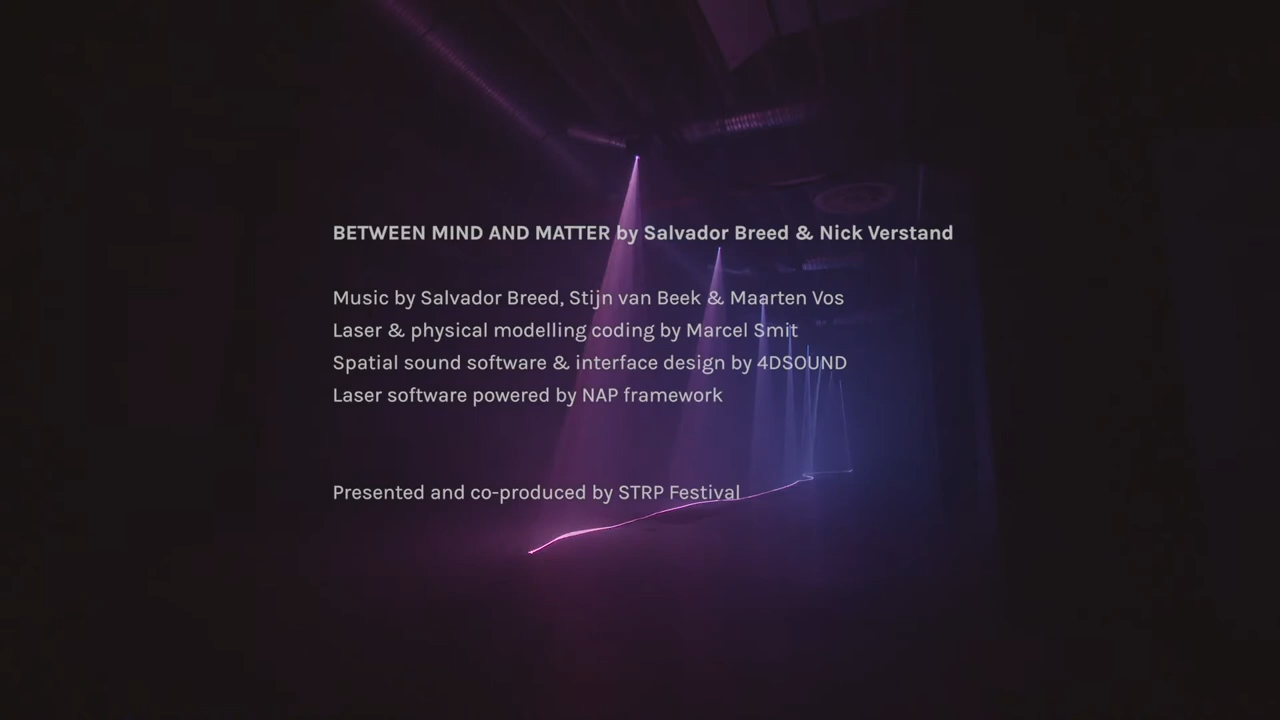 BETWEEN MIND AND MATTER by Salvador Breed & Nick Verstand
Music by Salvador Breed, Stijn van Beek & Maarten Vos
Laser & physical modelling coding by Marcel Smit
Spatial sound software & interface design by 4DSOUND
Laser software powered by NAP framework
Presented and co-produced by STRP Festival